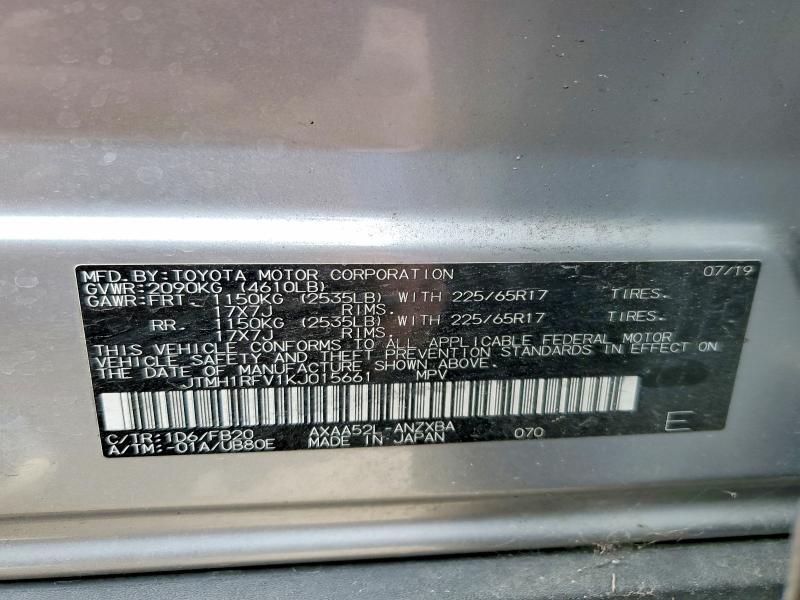 MFD. BY: TOYOTA MOTOR CORPORATION 07/19
GVWR: 2090KG (4610LB)
GAWR: FRT. 1150KG (2535LB) WITH 225/65R17 TIRES.
17X7J RIMS.
RR. 1150KG (2535LB) WITH 225/65R17 TIRES.
17X7J RIMS.
THIS VEHICLE CONFORMS TO ALL APPLICABLE FEDERAL MOTOR
VEHICLE SAFETY AND THEFT PREVENTION STANDARDS IN EFFECT ON
THE DATE OF MANUFACTURE SHOWN ABOVE.
JTMH1RFV1KJ015661 MPV
C/TR: 1D6/FB20 AXAA52L-ANZXBA 070 E
A/TM: -01A/UB80E MADE IN JAPAN